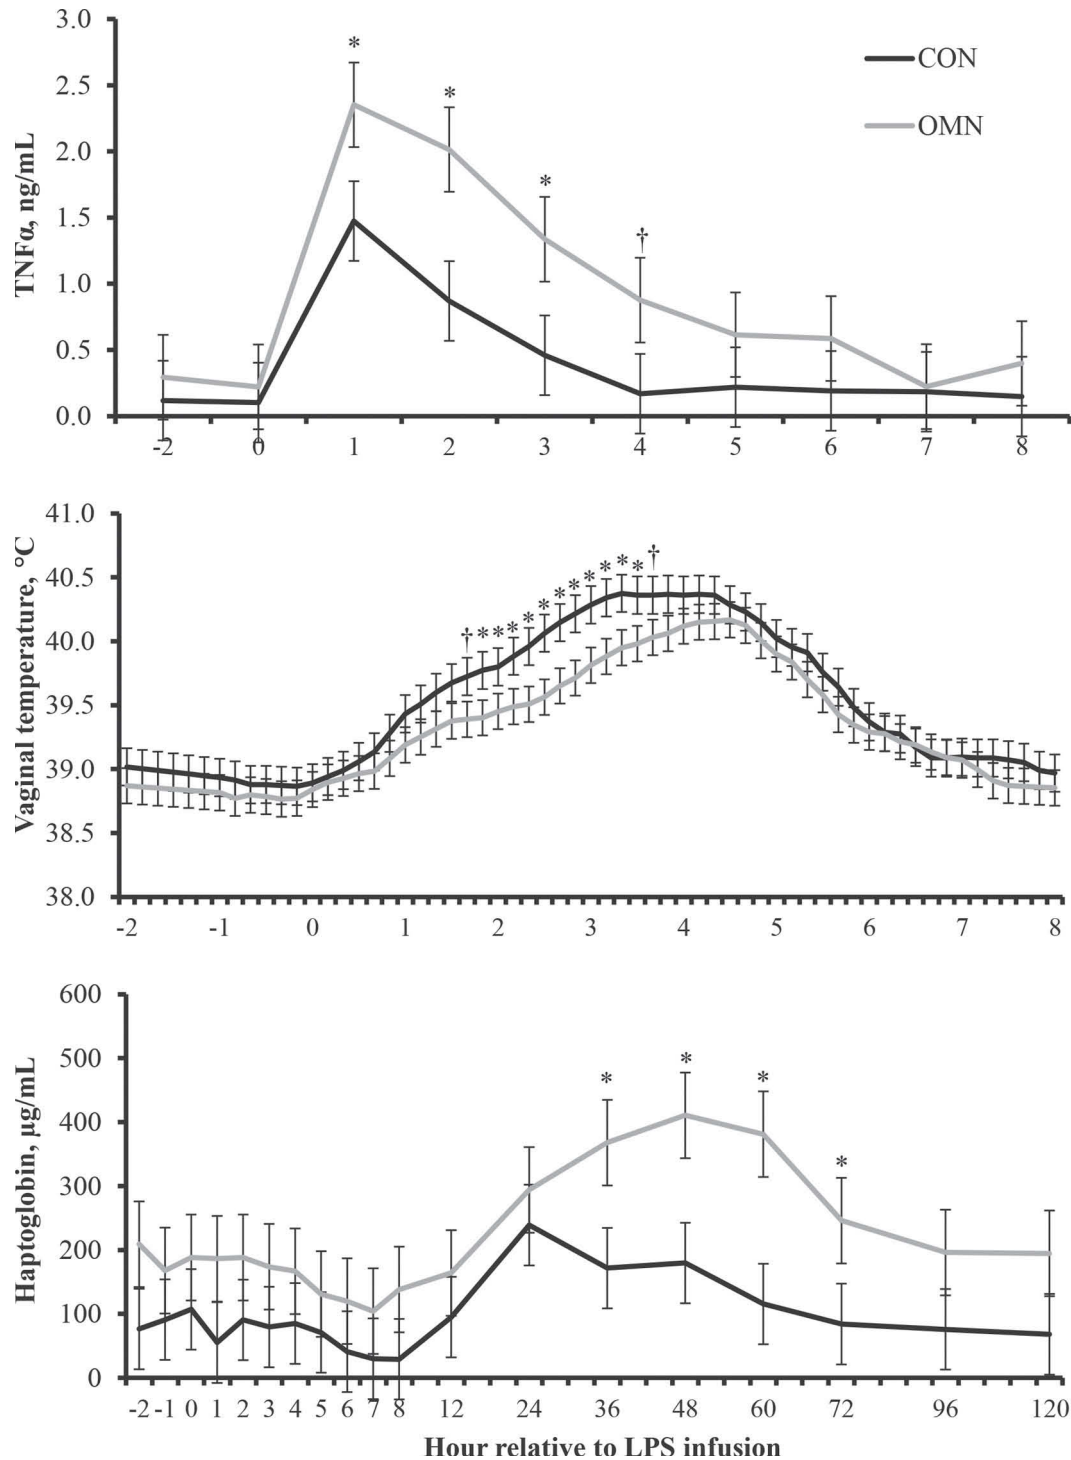 3.0
*
CON
2.5
*
OMN
2.0
*
1.5
†
1.0
0.5
0.0
TNFα, ng/mL
-2 0 1 2 3 4 5 6 7 8
41.0
40.5
†*********** †
40.0
39.5
39.0
38.5
38.0
Vaginal temperature, °C
-2 -1 0 1 2 3 4 5 6 7 8
600
500
* * *
400
*
300
200
100
0
Haptoglobin, µg/mL
-2 -1 0 1 2 3 4 5 6 7 8 12 24 36 48 60 72 96 120
Hour relative to LPS infusion